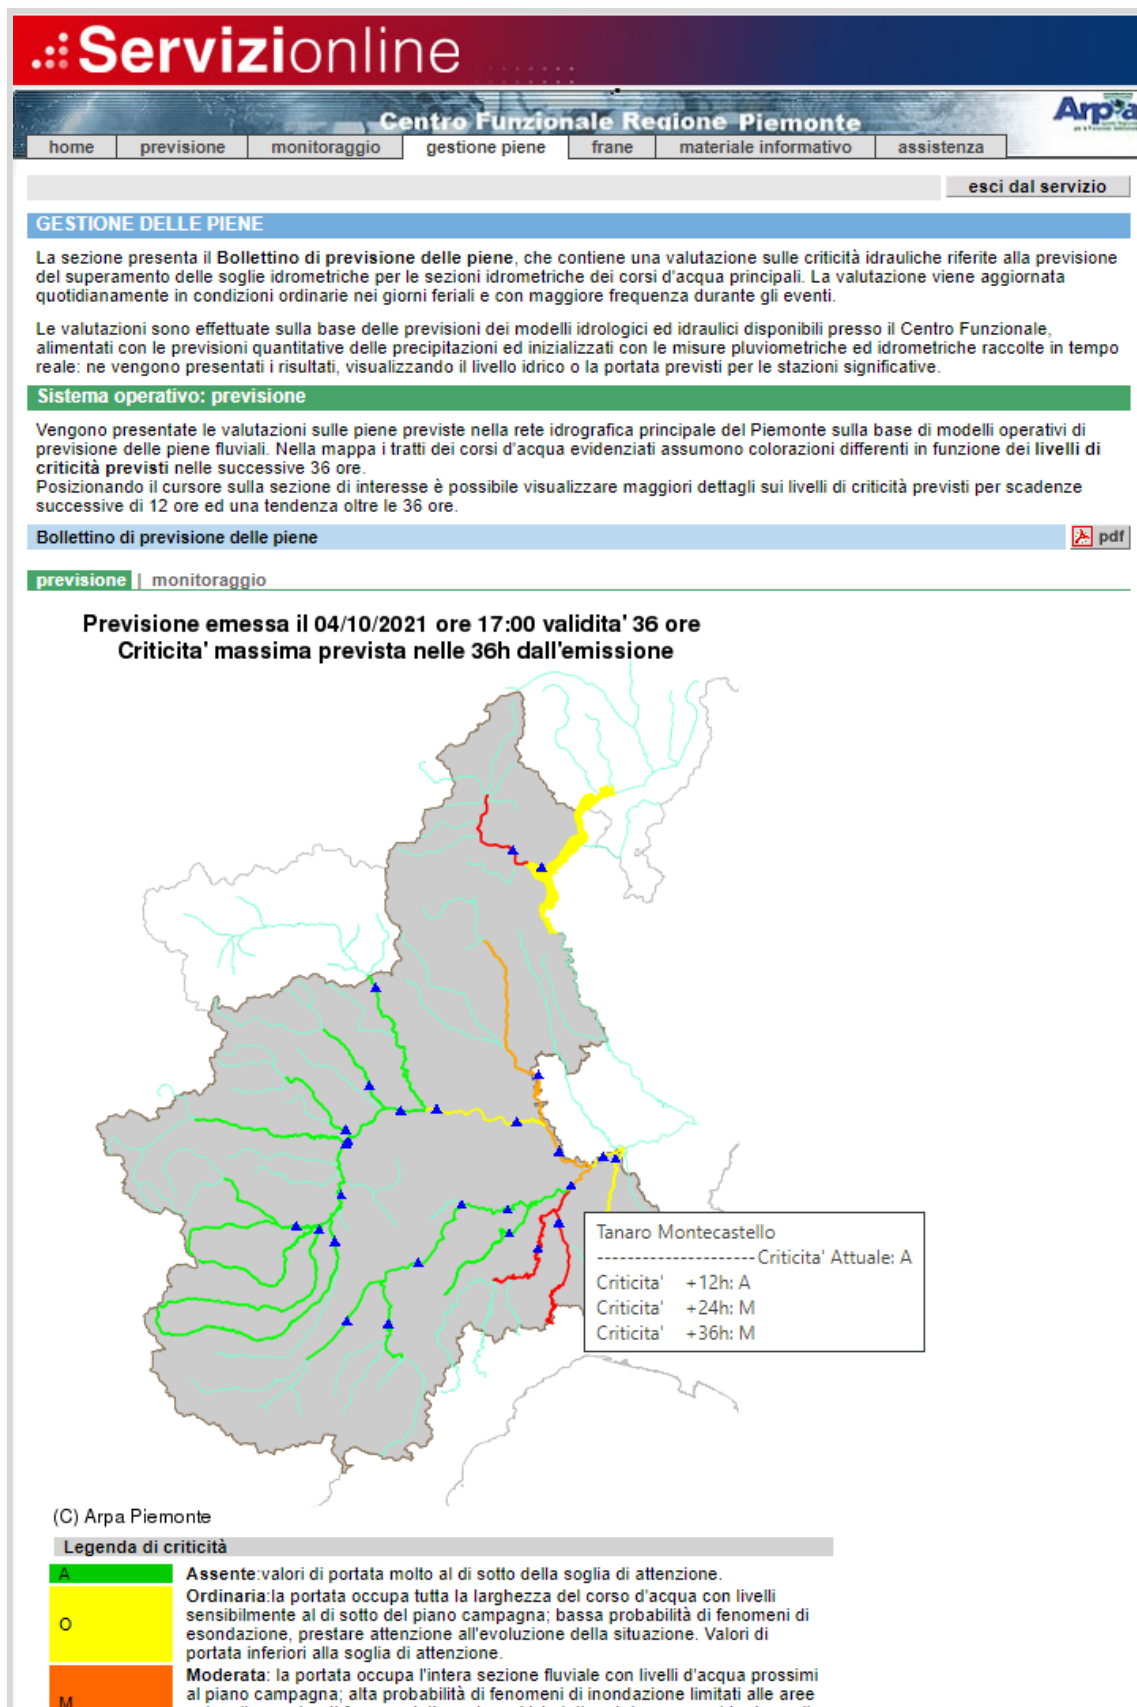 Servizionline
Centro Funzionale Regione Piemonte
Arpa
home previsione monitoraggio gestione piene frane materiale informativo assistenza
esci dal servizio
GESTIONE DELLE PIENE
La sezione presenta il Bollettino di previsione delle piene, che contiene una valutazione sulle criticità idrauliche riferite alla previsione
del superamento delle soglie idrometriche per le sezioni idrometriche dei corsi d'acqua principali. La valutazione viene aggiornata
quotidianamente in condizioni ordinarie nei giorni feriali e con maggiore frequenza durante gli eventi.
Le valutazioni sono effettuate sulla base delle previsioni dei modelli idrologici ed idraulici disponibili presso il Centro Funzionale,
alimentati con le previsioni quantitative delle precipitazioni ed inizializzati con le misure pluviometriche ed idrometriche raccolte in tempo
reale: ne vengono presentati i risultati, visualizzando il livello idrico o la portata previsti per le stazioni significative.
Sistema operativo: previsione
Vengono presentate le valutazioni sulle piene previste nella rete idrografica principale del Piemonte sulla base di modelli operativi di
previsione delle piene fluviali. Nella mappa i tratti dei corsi d'acqua evidenziati assumono colorazioni differenti in funzione dei livelli di
criticità previsti nelle successive 36 ore.
Posizionando il cursore sulla sezione di interesse è possibile visualizzare maggiori dettagli sui livelli di criticità previsti per scadenze
successive di 12 ore ed una tendenza oltre le 36 ore.
Bollettino di previsione delle piene pdf
previsione | monitoraggio
Previsione emessa il 04/10/2021 ore 17:00 validita' 36 ore
Criticita' massima prevista nelle 36h dall'emissione
Tanaro Montecastello
---------------------Criticita' Attuale: A
Criticita' +12h: A
Criticita' +24h: M
Criticita' +36h: M
(C) Arpa Piemonte
Legenda di criticità
A Assente:valori di portata molto al di sotto della soglia di attenzione.
Ordinaria:la portata occupa tutta la larghezza del corso d'acqua con livelli
sensibilmente al di sotto del piano campagna; bassa probabilità di fenomeni di
O
esondazione, prestare attenzione all'evoluzione della situazione. Valori di
portata inferiori alla soglia di attenzione.
Moderata: la portata occupa l'intera sezione fluviale con livelli d'acqua prossimi
al piano campagna; alta probabilità di fenomeni di inondazione limitati alle aree
M